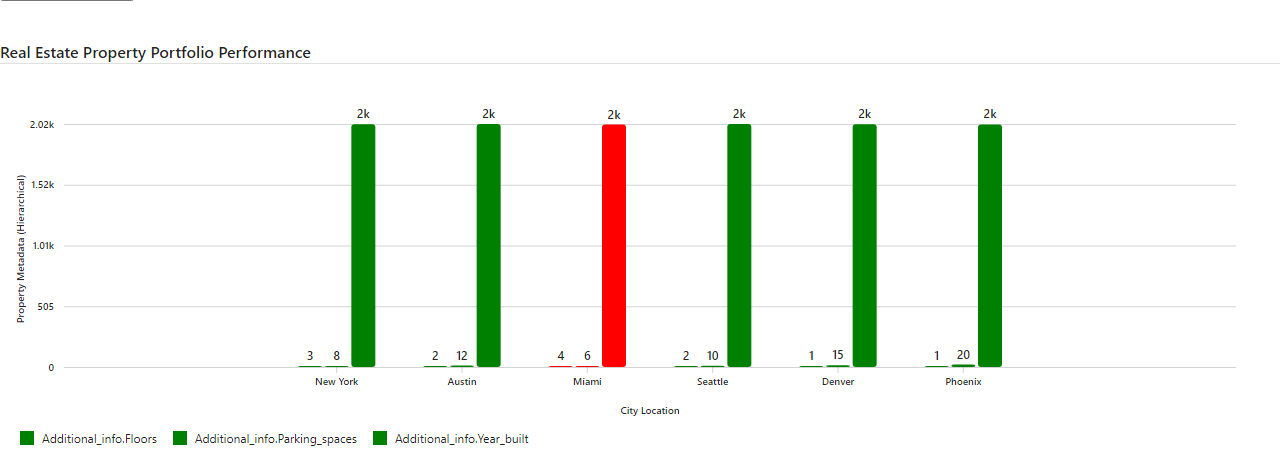 Real Estate Property Portfolio Performance
2k 2k 2k 2k 2k 2k
2.02k
1.52k
1.01k
505
0
Property Metadata (Hierarchical)
3 8 2 12 4 6 2 10 1 15 1 20
New York Austin Miami Seattle Denver Phoenix
City Location
Additional_info.Floors Additional_info.Parking_spaces Additional_info.Year_built